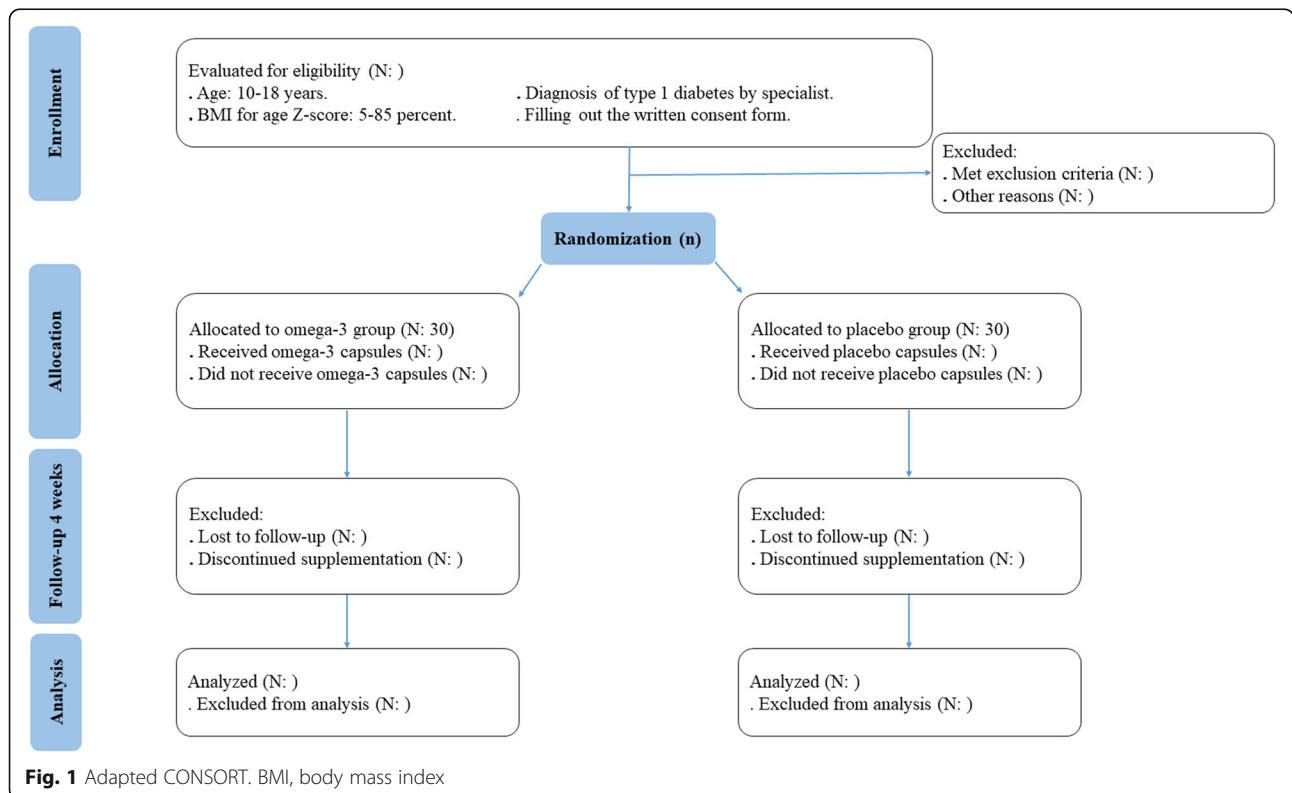 Enrollment
Evaluated for eligibility (N: )
. Age: 10-18 years.
. Diagnosis of type 1 diabetes by specialist.
. BMI for age Z-score: 5-85 percent.
. Filling out the written consent form.
Excluded:
. Met exclusion criteria (N: )
. Other reasons (N: )
Randomization (n)
Allocation
Allocated to omega-3 group (N: 30)
. Received omega-3 capsules (N: )
. Did not receive omega-3 capsules (N: )
Allocated to placebo group (N: 30)
. Received placebo capsules (N: )
. Did not receive placebo capsules (N: )
Follow-up 4 weeks
Excluded:
. Lost to follow-up (N: )
. Discontinued supplementation (N: )
Excluded:
. Lost to follow-up (N: )
. Discontinued supplementation (N: )
Analysis
Analyzed (N: )
. Excluded from analysis (N: )
Analyzed (N: )
. Excluded from analysis (N: )
Fig. 1 Adapted CONSORT. BMI, body mass index